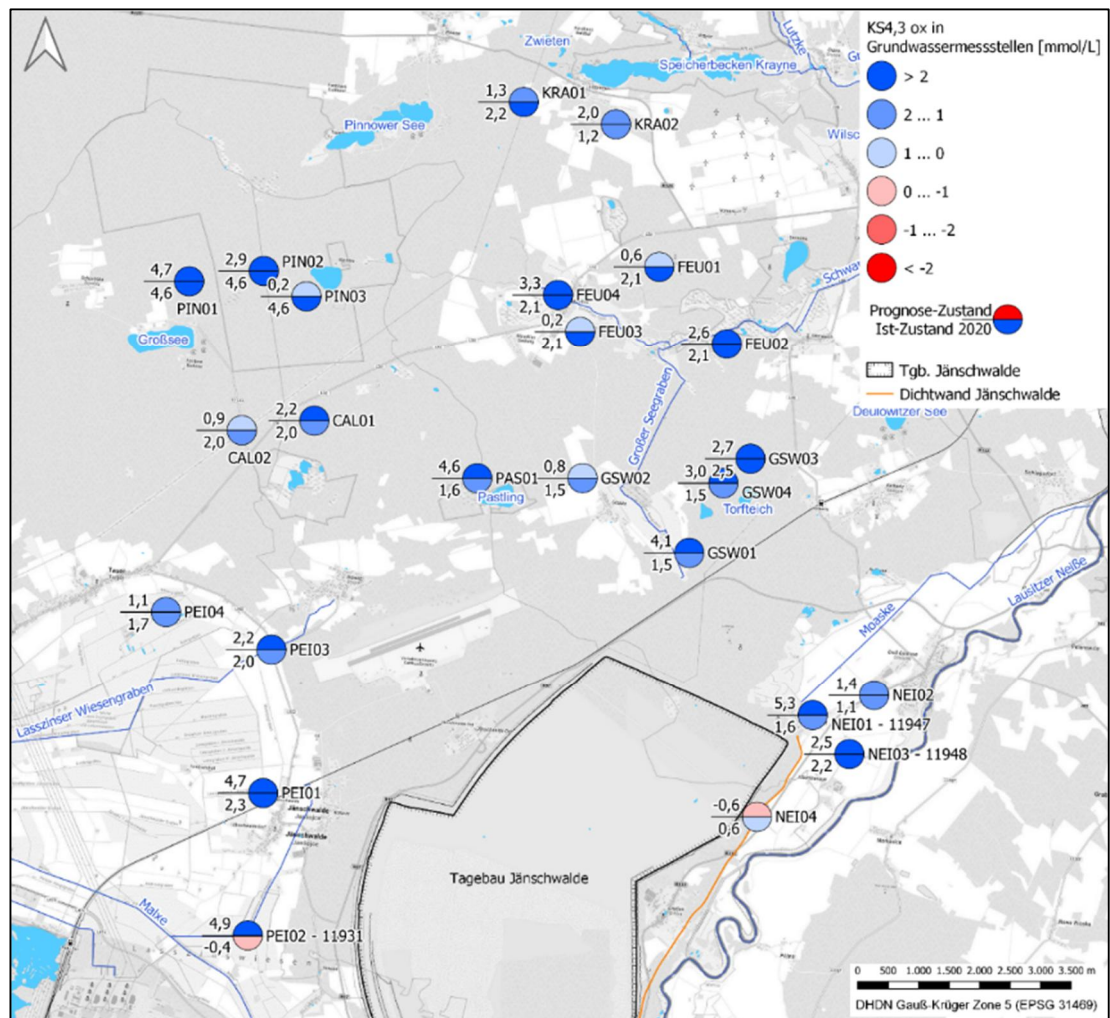 KS4,3 ox in
Grundwassermessstellen [mmol/L]
> 2
2 ... 1
1 ... 0
0 ... -1
-1 ... -2
< -2
Prognose-Zustand
Ist-Zustand 2020
Tgb. Jänschwalde
Dichtwand Jänschwalde
Zwieten
Lutzke
Speicherbecken Krayne
1,3
2,2
KRA01
2,0
1,2
KRA02
Pinnower See
Wilsc
2,9
4,6
PIN02
4,7
4,6
PIN01
0,2
4,6
PIN03
0,6
2,1
FEU01
Schwa
3,3
2,1
FEU04
0,2
2,1
FEU03
2,6
2,1
FEU02
Großsee
Großer Seegraben
Deulowitzer See
0,9
2,0
CAL02
2,2
2,0
CAL01
4,6
1,6
PAS01
Pastling
0,8
1,5
GSW02
2,7
2,5
GSW03
3,0
1,5
GSW04
Torfteich
4,1
1,5
GSW01
Tauer
1,1
1,7
PEI04
2,2
2,0
PEI03
Lasszinser Wiesengraben
Moaske
Lausitzer Neiße
1,4
1,1
NEI02
5,3
1,6
NEI01 - 11947
2,5
2,2
NEI03 - 11948
-0,6
0,6
NEI04
4,7
2,3
PEI01
Jänschwalde
Tagebau Jänschwalde
Malxe
4,9
-0,4
PEI02 - 11931
0 500 1.000 1.500 2.000 2.500 3.000 3.500 m
DHDN Gauß-Krüger Zone 5 (EPSG 31469)